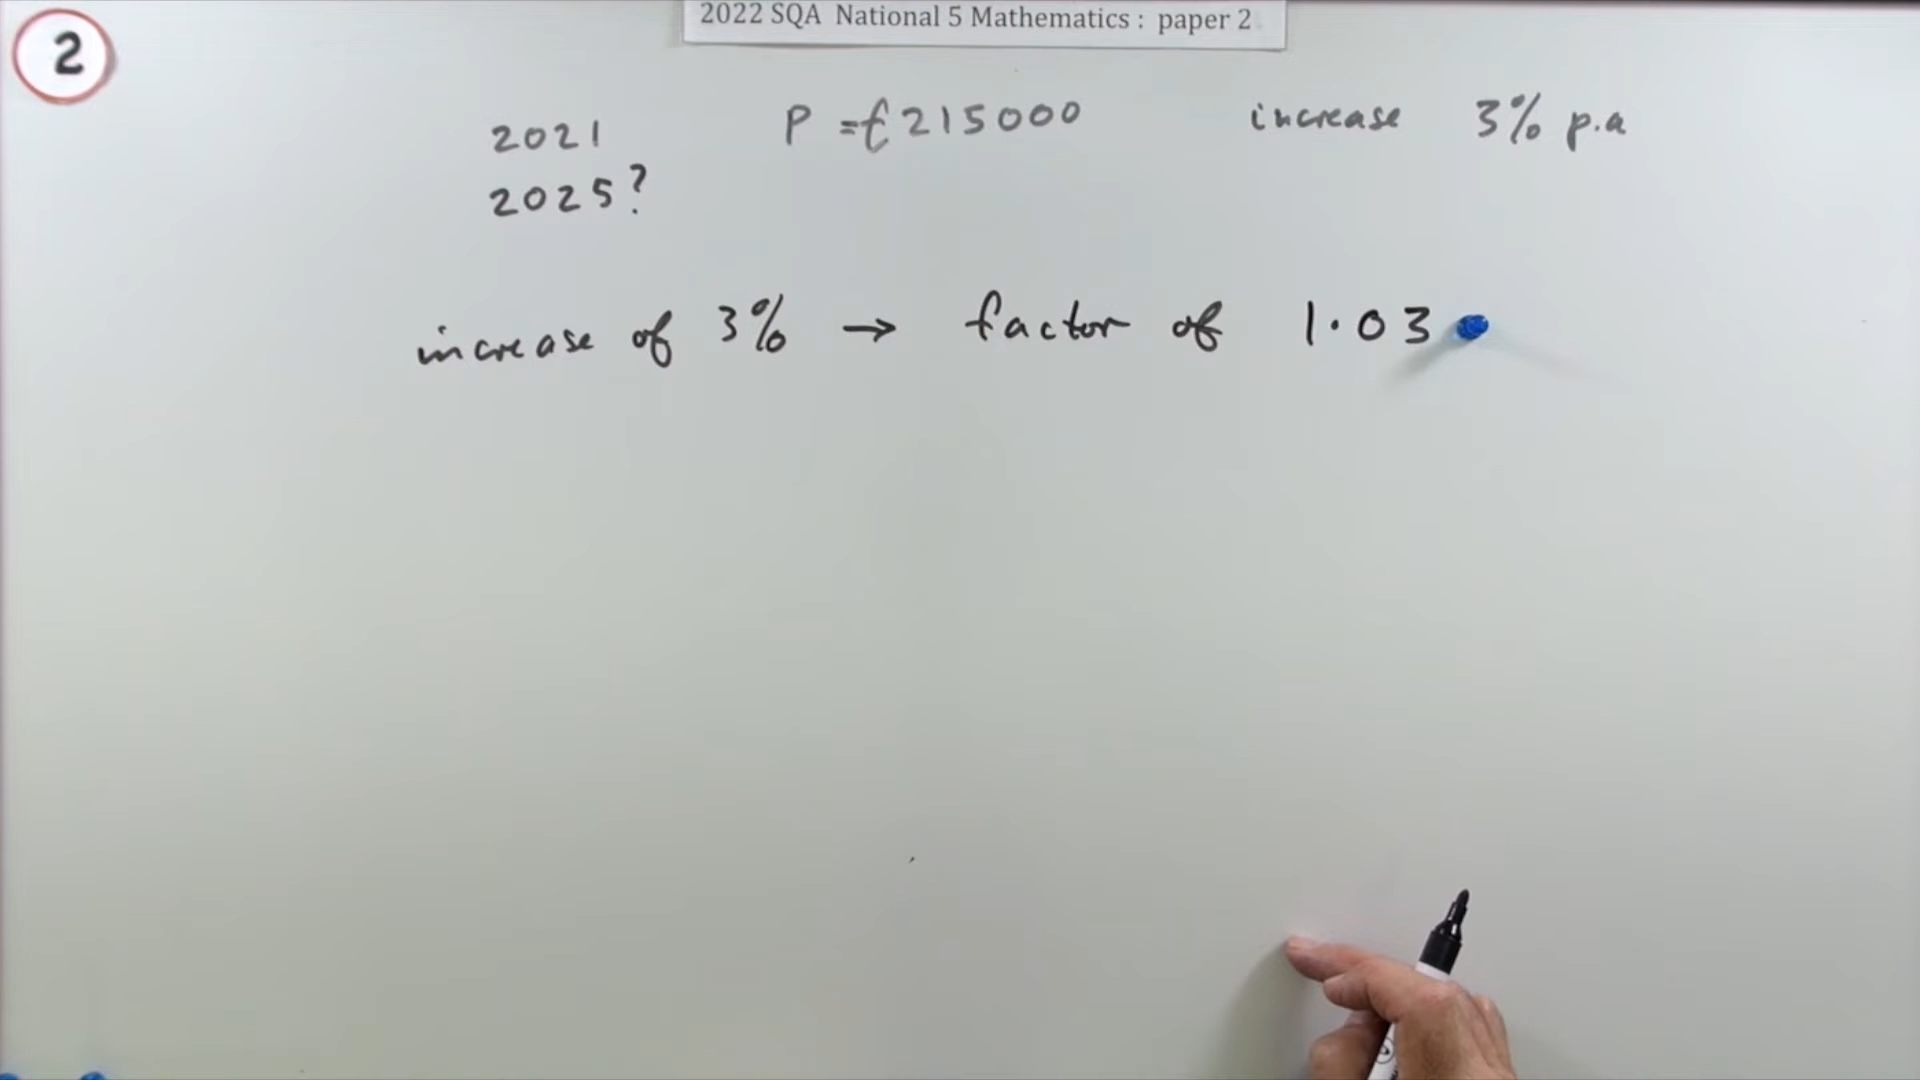 2022 SQA National 5 Mathematics : paper 2
2
2021 P = £215000 increase 3% p.a
2025?
increase of 3% → factor of 1.03